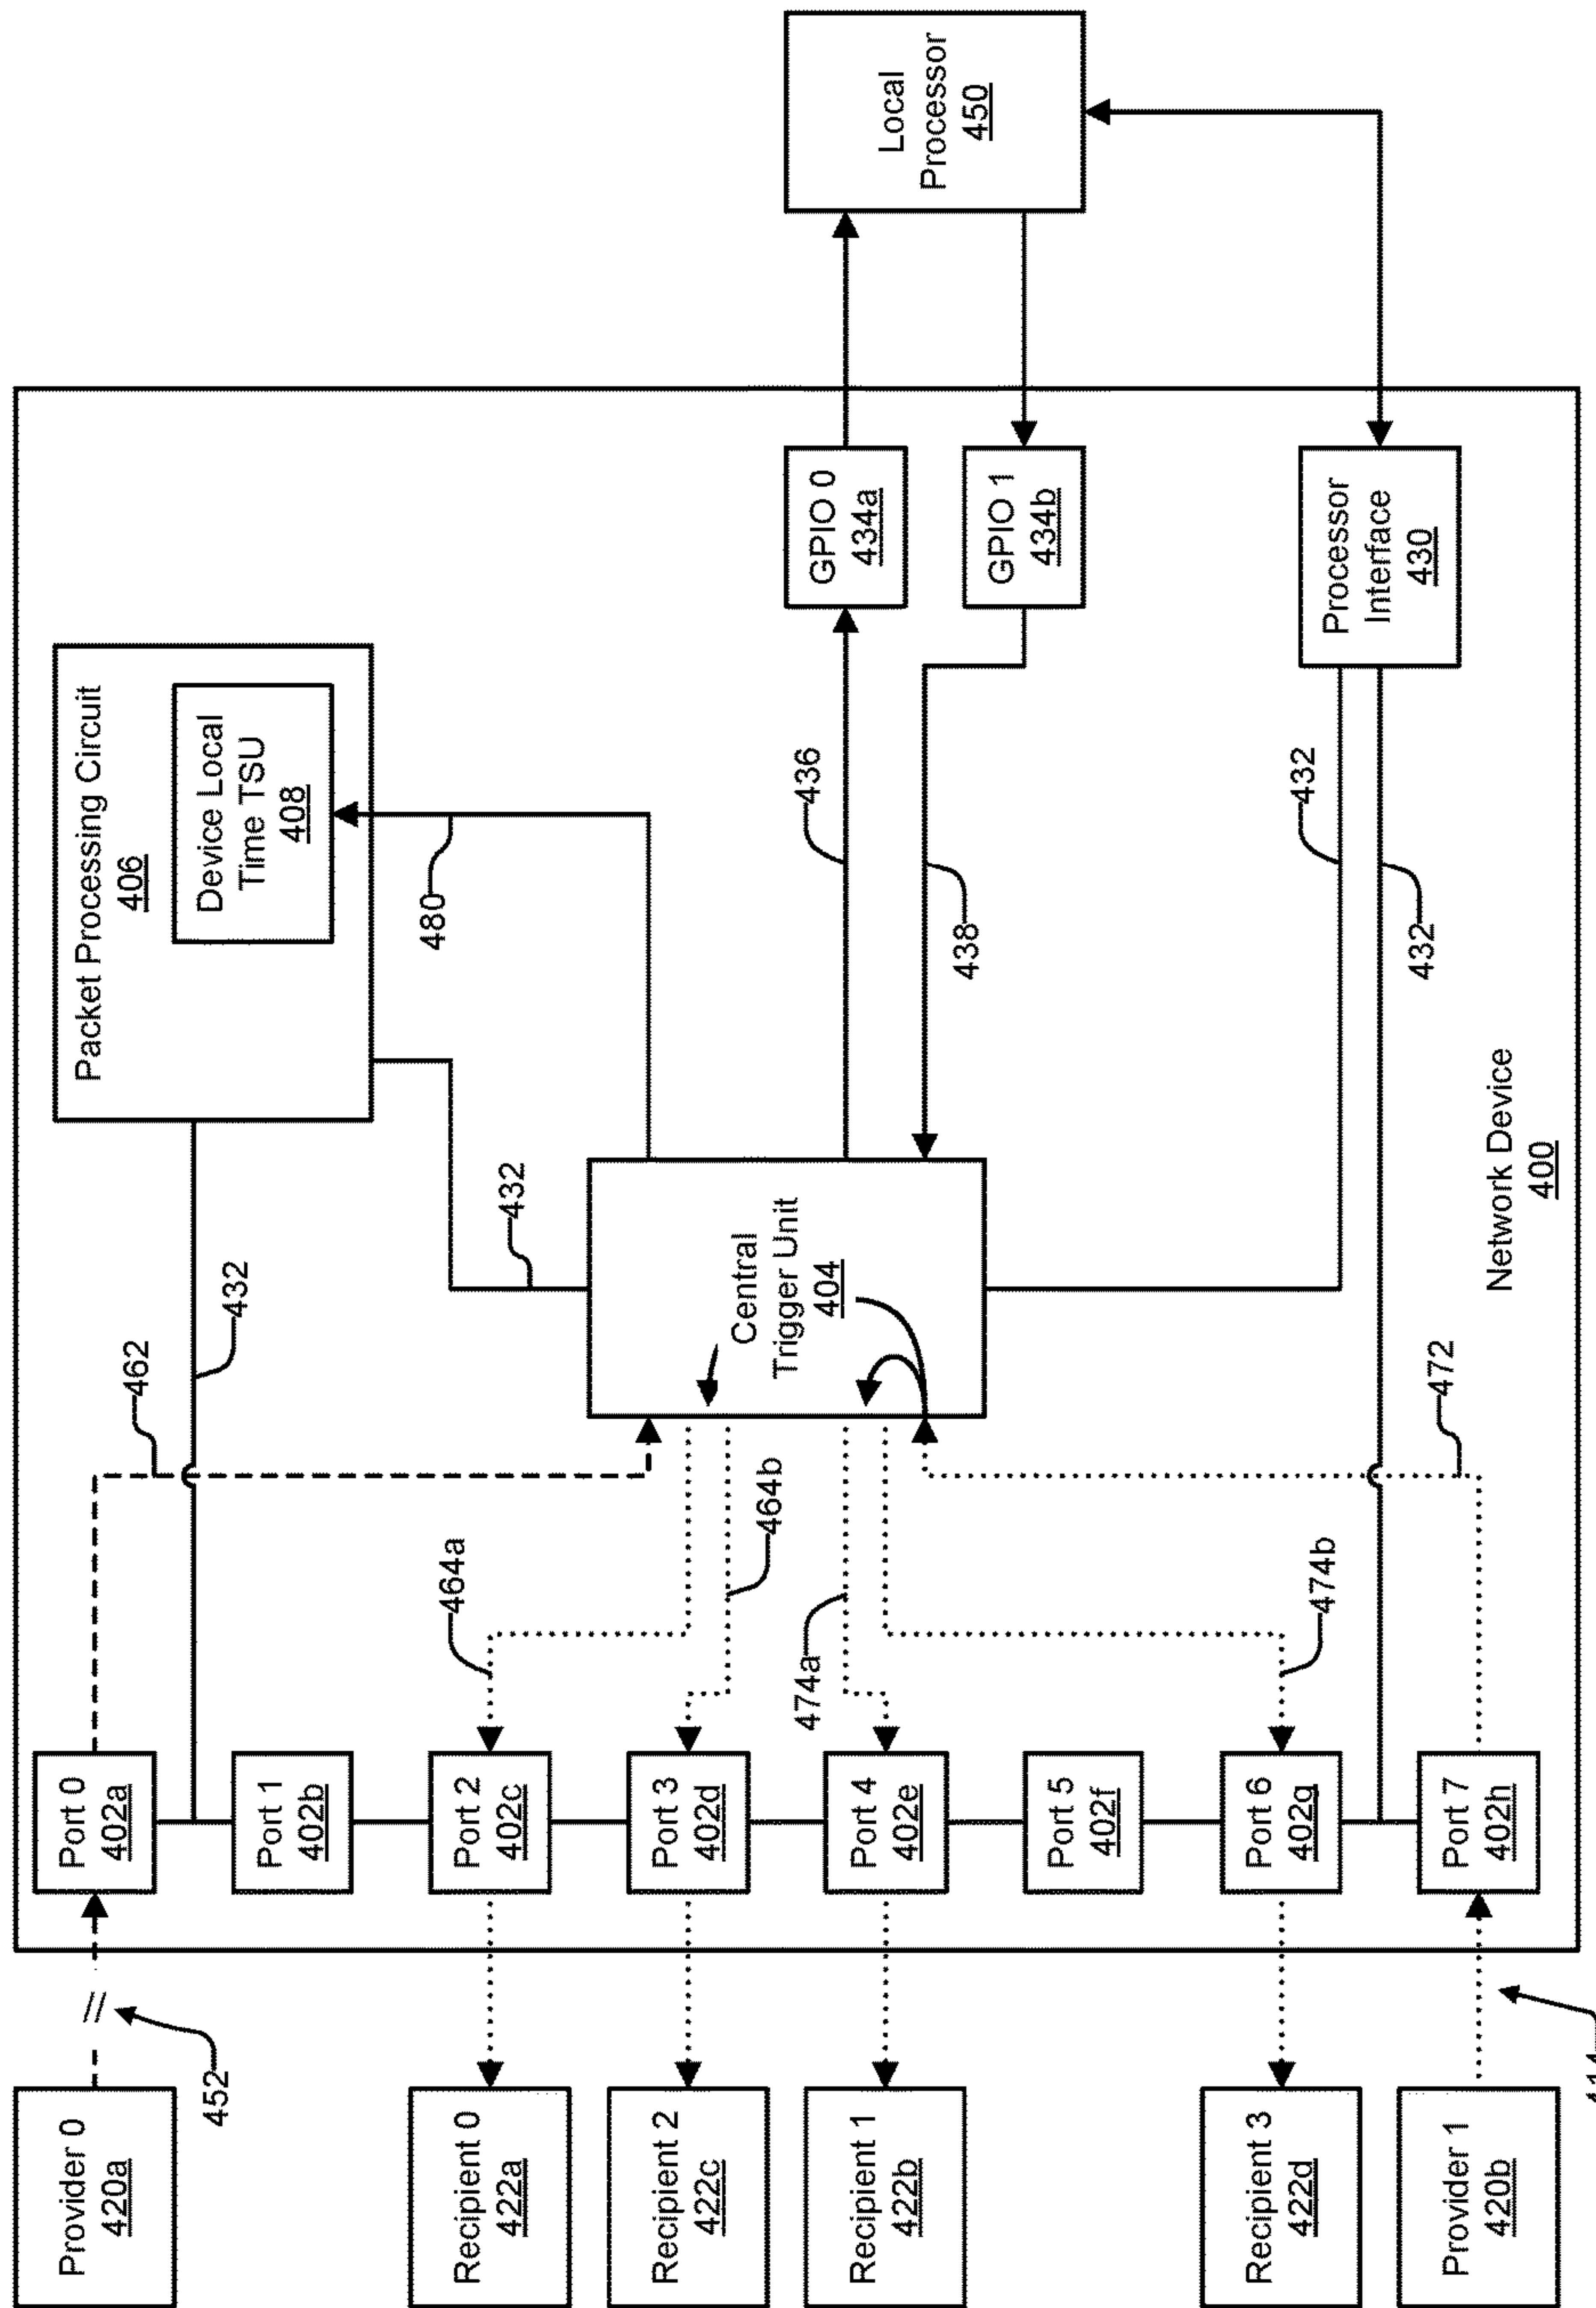 Provider 0
420a
452
Recipient 0
422a
Recipient 2
422c
Recipient 1
422b
Recipient 3
422d
Provider 1
420b
Port 0
402a
Port 1
402b
Port 2
402c
Port 3
402d
Port 4
402e
Port 5
402f
Port 6
402g
Port 7
402h
462
432
464a
464b
474a
474b
472
Central
Trigger Unit
404
432
Packet Processing Circuit
406
Device Local
Time TSU
408
480
436
438
432
432
GPIO 0
434a
GPIO 1
434b
Processor
Interface
430
Network Device
400
Local
Processor
450